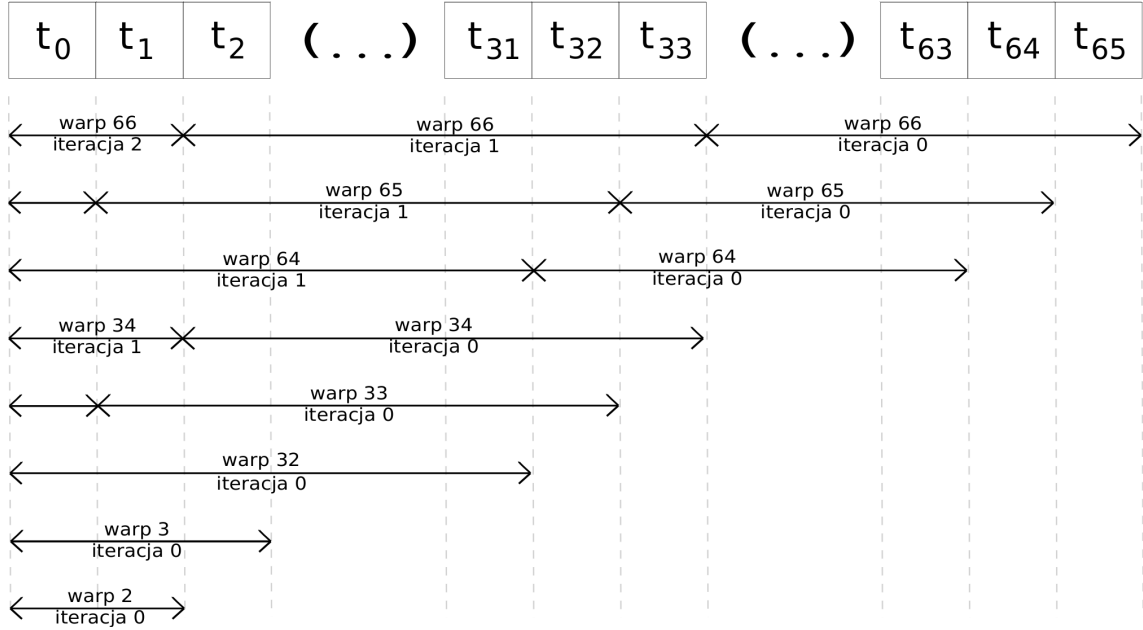 t0 t1 t2 (...) t31 t32 t33 (...) t63 t64 t65
warp 66 warp 66 warp 66
iteracja 2 iteracja 1 iteracja 0
warp 65 warp 65
iteracja 1 iteracja 0
warp 64 warp 64
iteracja 1 iteracja 0
warp 34 warp 34
iteracja 1 iteracja 0
warp 33
iteracja 0
warp 32
iteracja 0
warp 3
iteracja 0
warp 2
iteracja 0